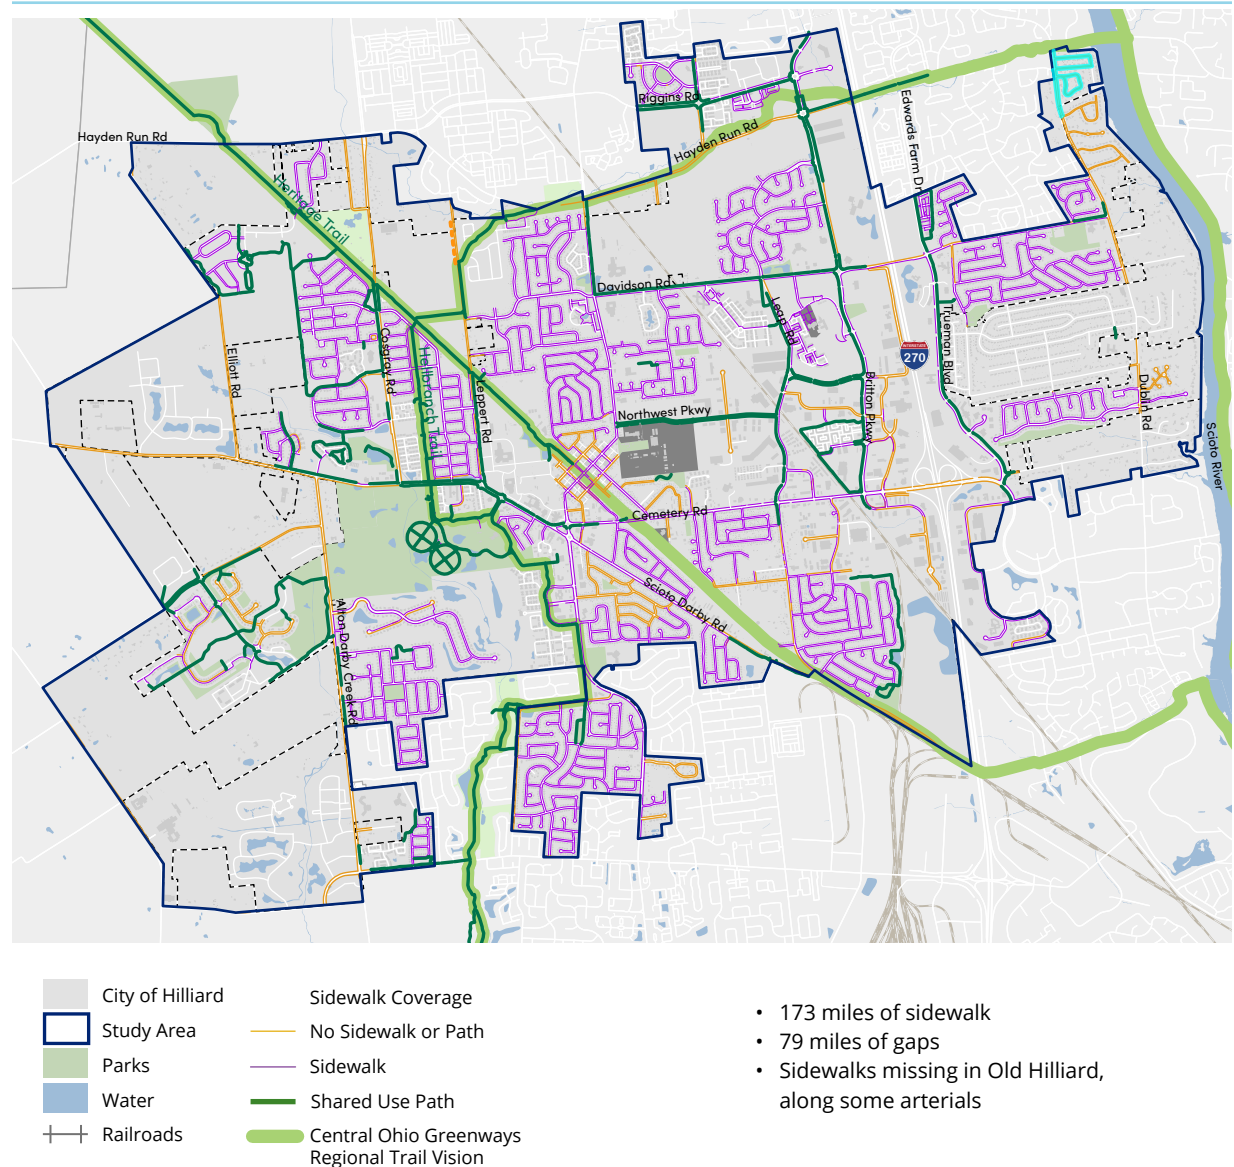 Riggins Rd
Hayden Run Rd
Hayden Run Rd
Edwards Farm Dr
Heritage Trail
Davidson Rd
Leap Rd
Trueman Blvd
INTERSTATE
270
Elliott Rd
Cosgray Rd
Hellbranch Trail
Leppert Rd
Britton Pkwy
Dublin Rd
Northwest Pkwy
Scioto River
Cemetery Rd
Scioto Darby Rd
Alton Darby Creek Rd
City of Hilliard
Study Area
Parks
Water
Railroads
Sidewalk Coverage
No Sidewalk or Path
Sidewalk
Shared Use Path
Central Ohio Greenways
Regional Trail Vision
• 173 miles of sidewalk
• 79 miles of gaps
• Sidewalks missing in Old Hilliard,
along some arterials